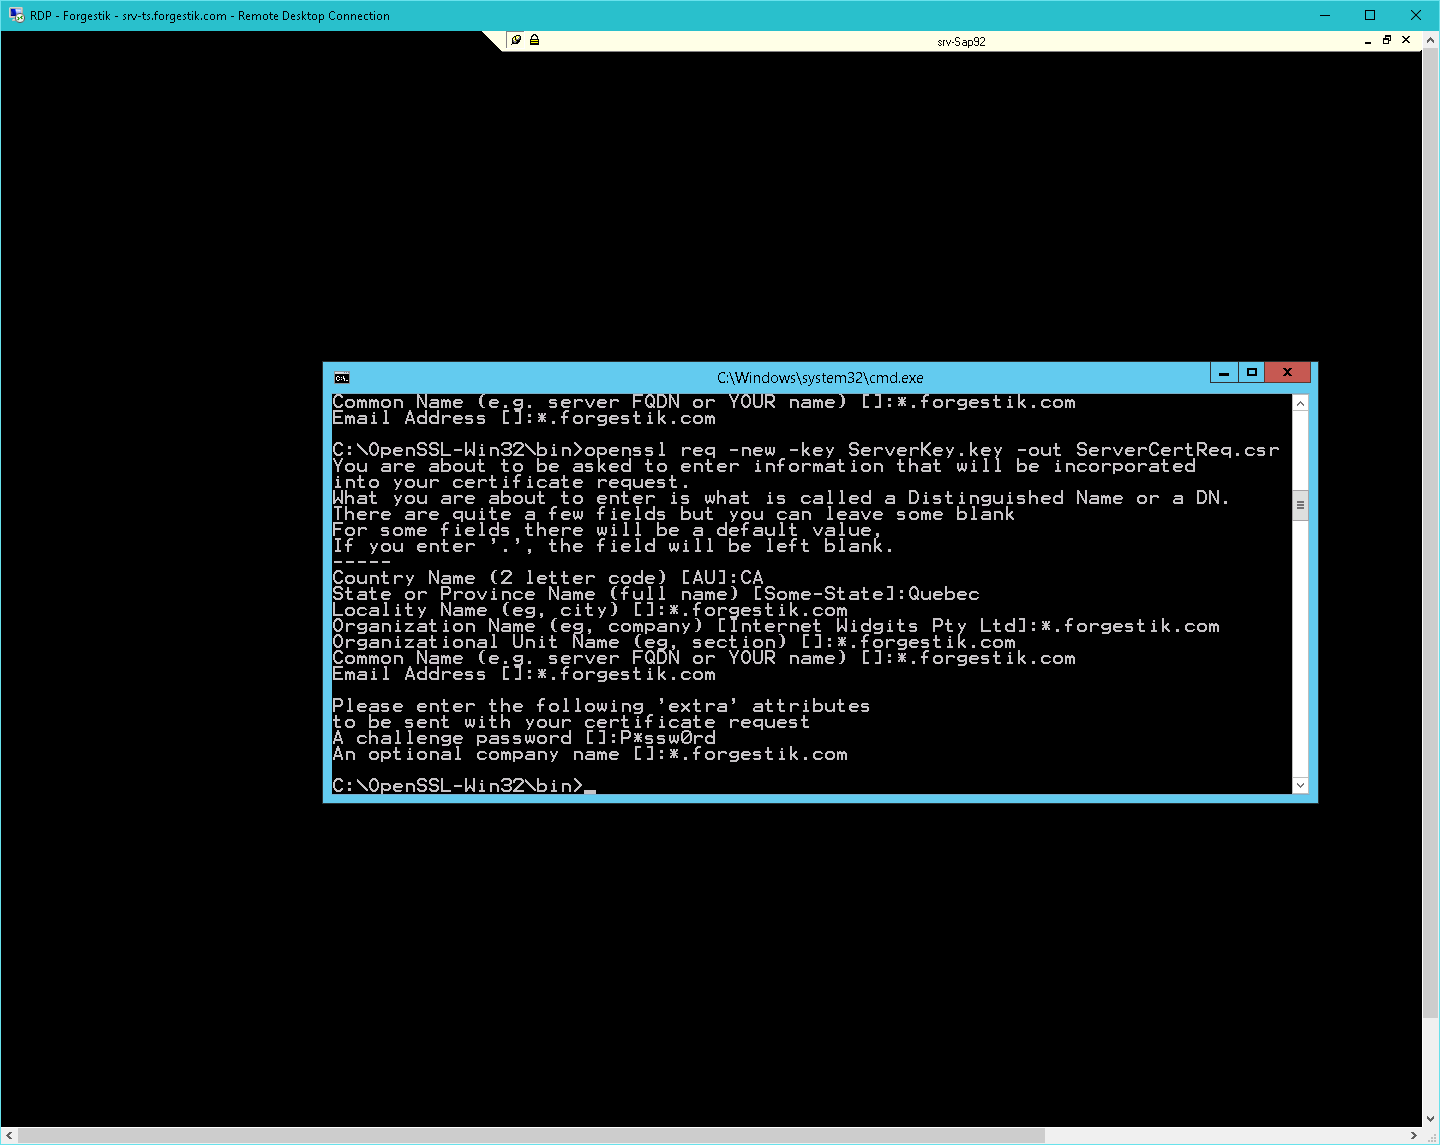 RDP - Forgestik - srv-ts.forgestik.com - Remote Desktop Connection
srv-Sap92
C:\Windows\system32\cmd.exe
Common Name (e.g. server FQDN or YOUR name) []:*.forgestik.com
Email Address []:*.forgestik.com
C:\OpenSSL-Win32\bin>openssl req -new -key ServerKey.key -out ServerCertReq.csr
You are about to be asked to enter information that will be incorporated
into your certificate request.
What you are about to enter is what is called a Distinguished Name or a DN.
There are quite a few fields but you can leave some blank
For some fields there will be a default value,
If you enter '.', the field will be left blank.
-----
Country Name (2 letter code) [AU]:CA
State or Province Name (full name) [Some-State]:Quebec
Locality Name (eg, city) []:*.forgestik.com
Organization Name (eg, company) [Internet Widgits Pty Ltd]:*.forgestik.com
Organizational Unit Name (eg, section) []:*.forgestik.com
Common Name (e.g. server FQDN or YOUR name) []:*.forgestik.com
Email Address []:*.forgestik.com
Please enter the following 'extra' attributes
to be sent with your certificate request
A challenge password []:P*ssw0rd
An optional company name []:*.forgestik.com
C:\OpenSSL-Win32\bin>_